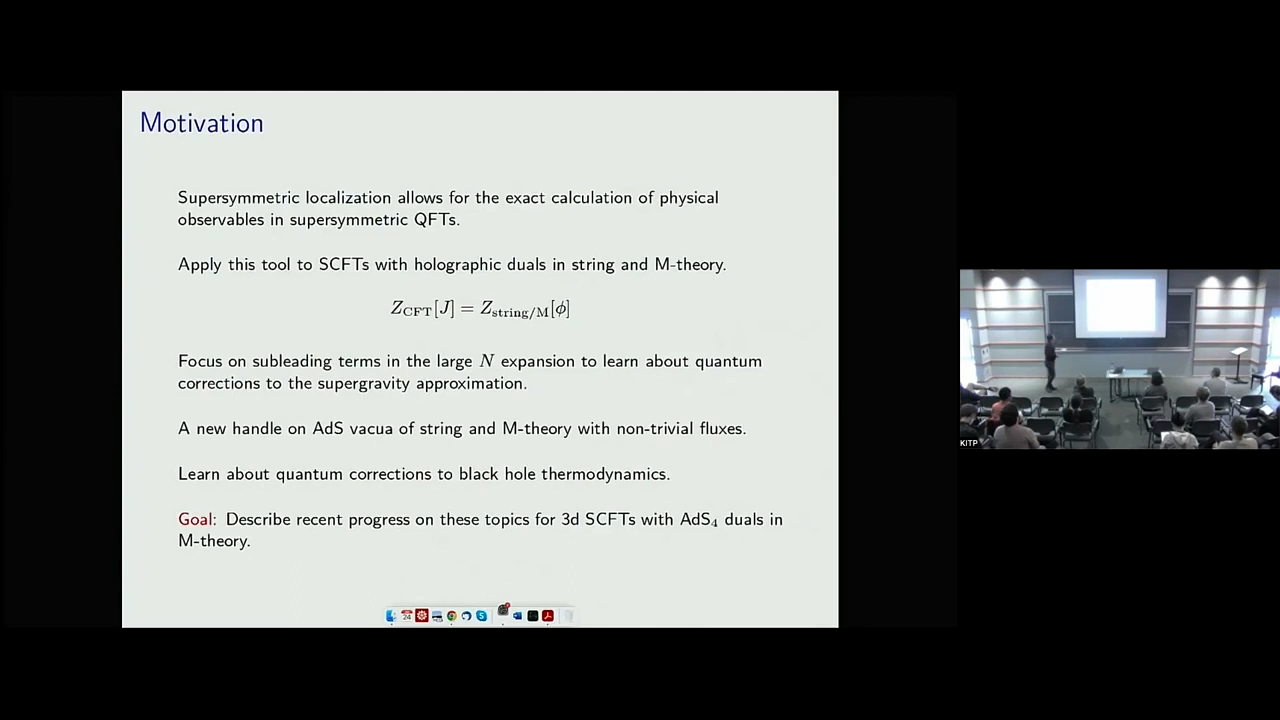 Motivation
Supersymmetric localization allows for the exact calculation of physical
observables in supersymmetric QFTs.
Apply this tool to SCFTs with holographic duals in string and M-theory.
Z_CFT[J] = Z_string/M[ϕ]
Focus on subleading terms in the large N expansion to learn about quantum
corrections to the supergravity approximation.
A new handle on AdS vacua of string and M-theory with non-trivial fluxes.
Learn about quantum corrections to black hole thermodynamics.
Goal: Describe recent progress on these topics for 3d SCFTs with AdS₄ duals in
M-theory.
24
KITP